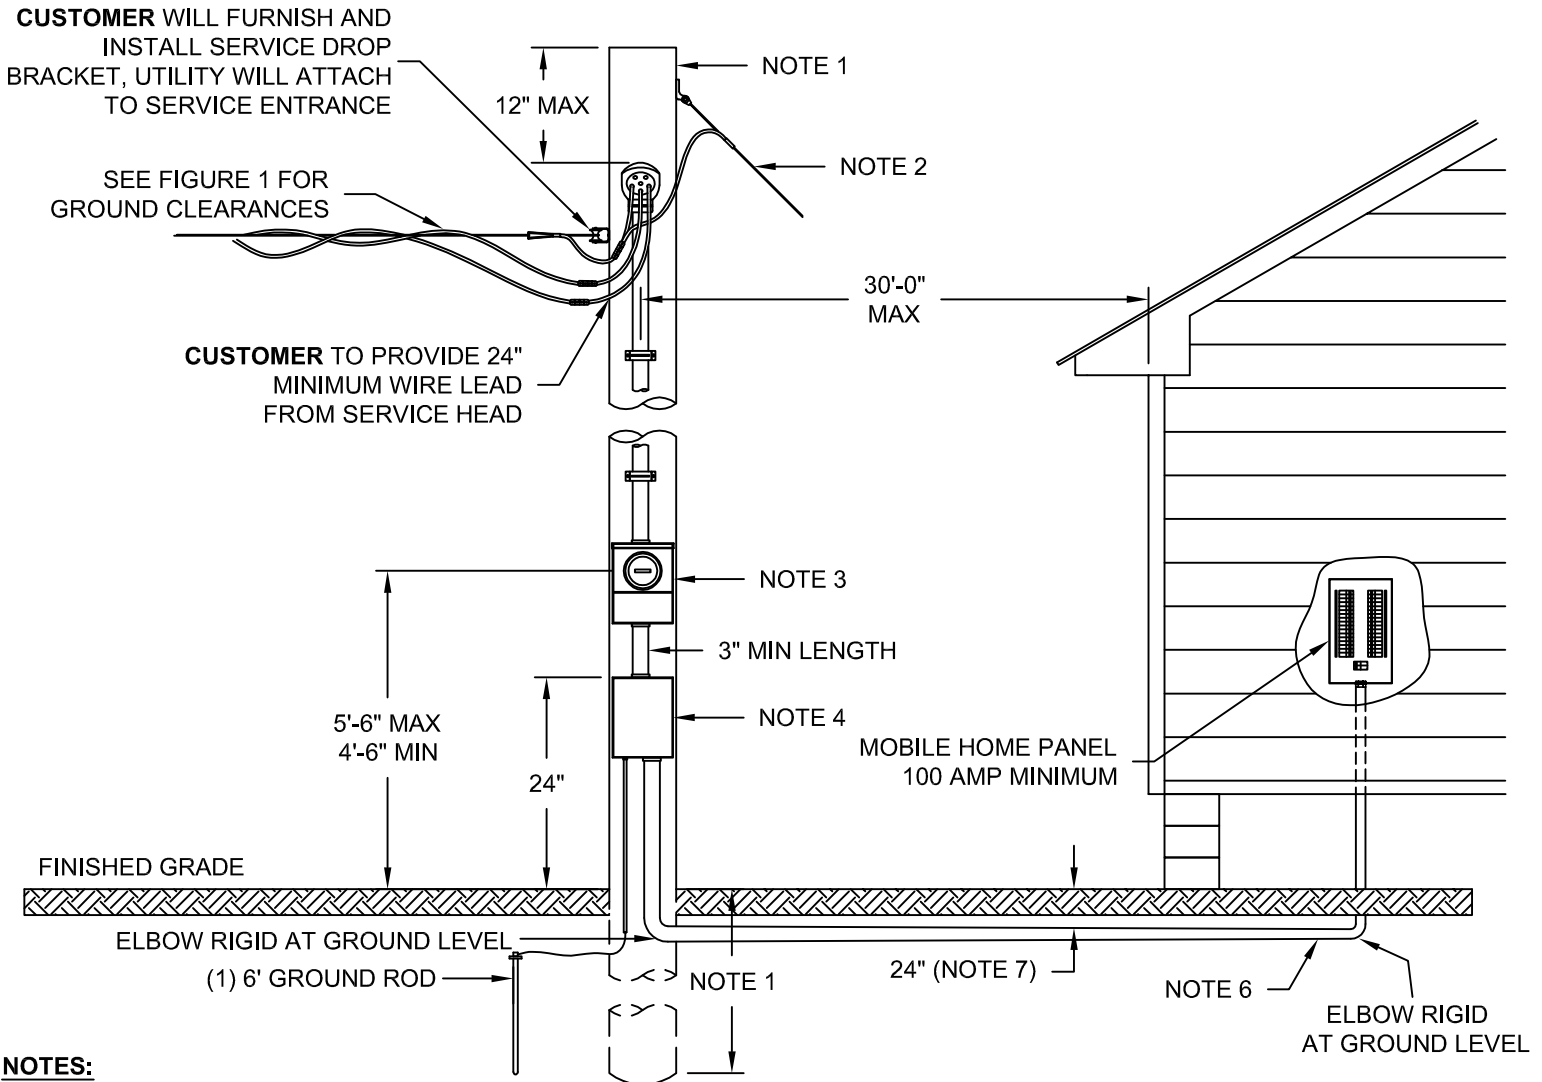 CUSTOMER WILL FURNISH AND
INSTALL SERVICE DROP
BRACKET, UTILITY WILL ATTACH
TO SERVICE ENTRANCE
12" MAX
NOTE 1
NOTE 2
SEE FIGURE 1 FOR
GROUND CLEARANCES
30'-0"
MAX
CUSTOMER TO PROVIDE 24"
MINIMUM WIRE LEAD
FROM SERVICE HEAD
NOTE 3
3" MIN LENGTH
NOTE 4
5'-6" MAX
4'-6" MIN
24"
MOBILE HOME PANEL
100 AMP MINIMUM
FINISHED GRADE
ELBOW RIGID AT GROUND LEVEL
(1) 6' GROUND ROD
NOTE 1
24" (NOTE 7)
NOTE 6
ELBOW RIGID
AT GROUND LEVEL
NOTES: